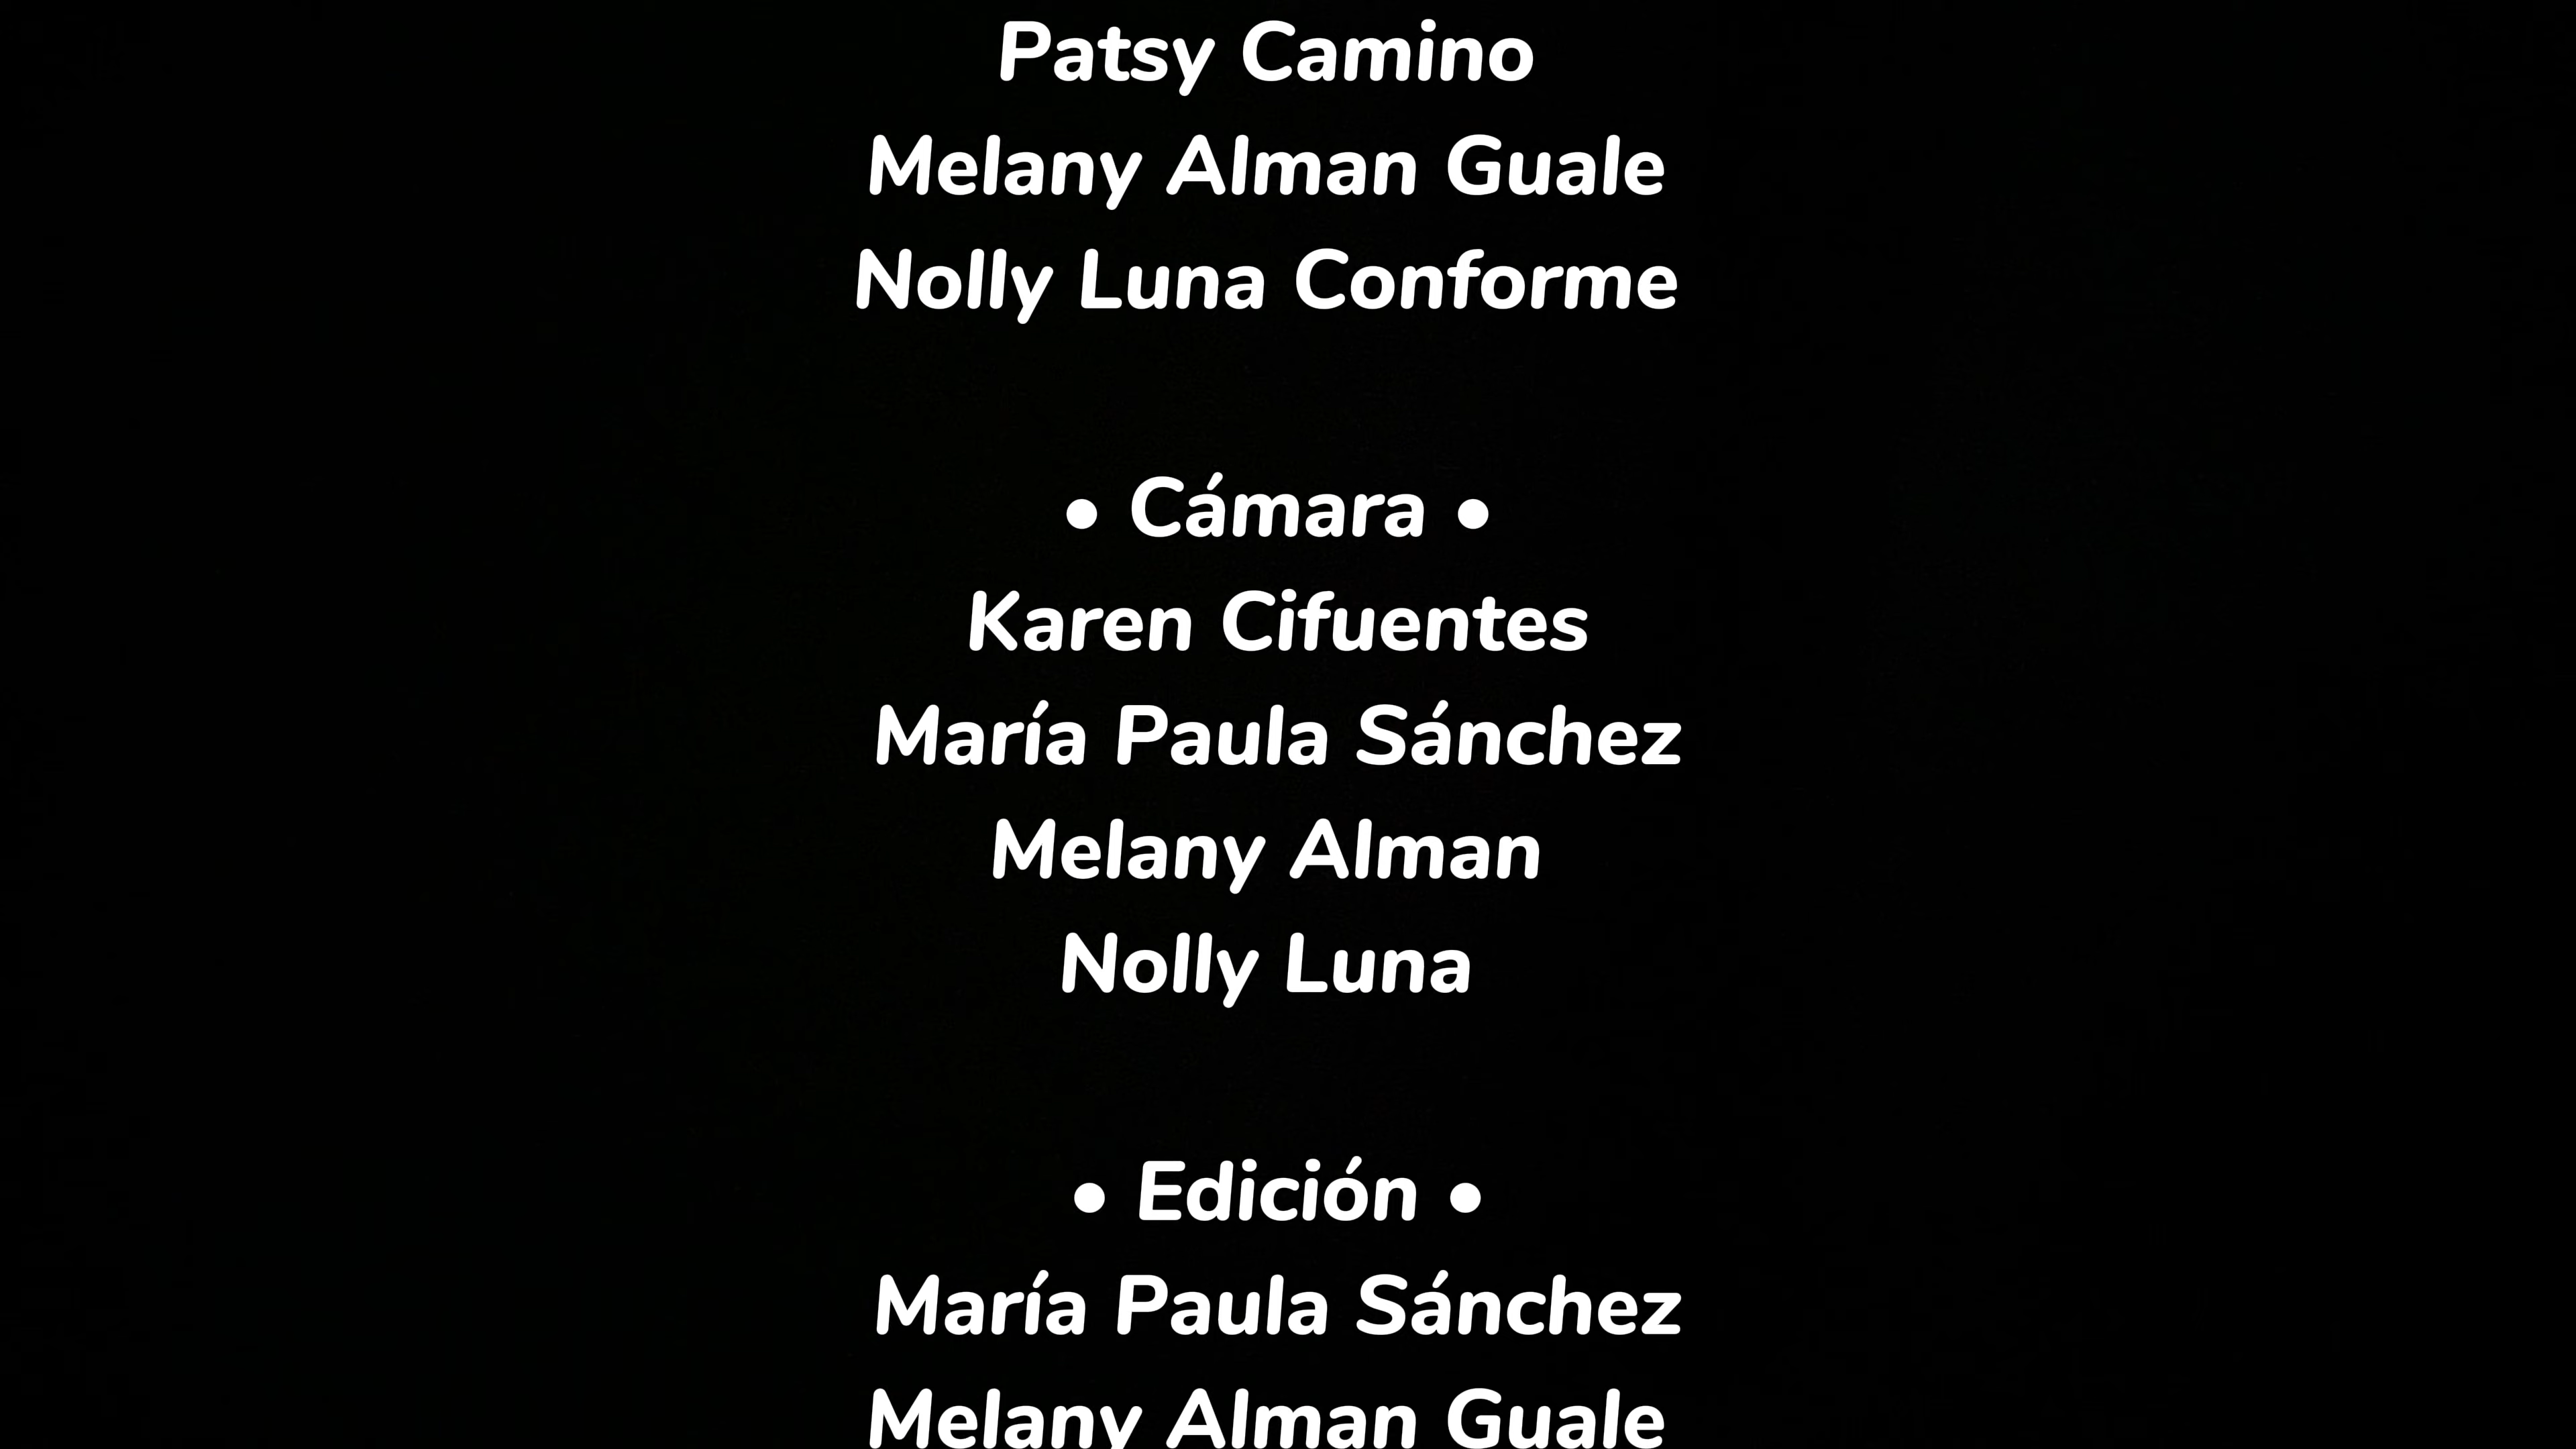 Patsy Camino
Melany Alman Guale
Nolly Luna Conforme
• Cámara •
Karen Cifuentes
María Paula Sánchez
Melany Alman
Nolly Luna
• Edición •
María Paula Sánchez
Melany Alman Guale